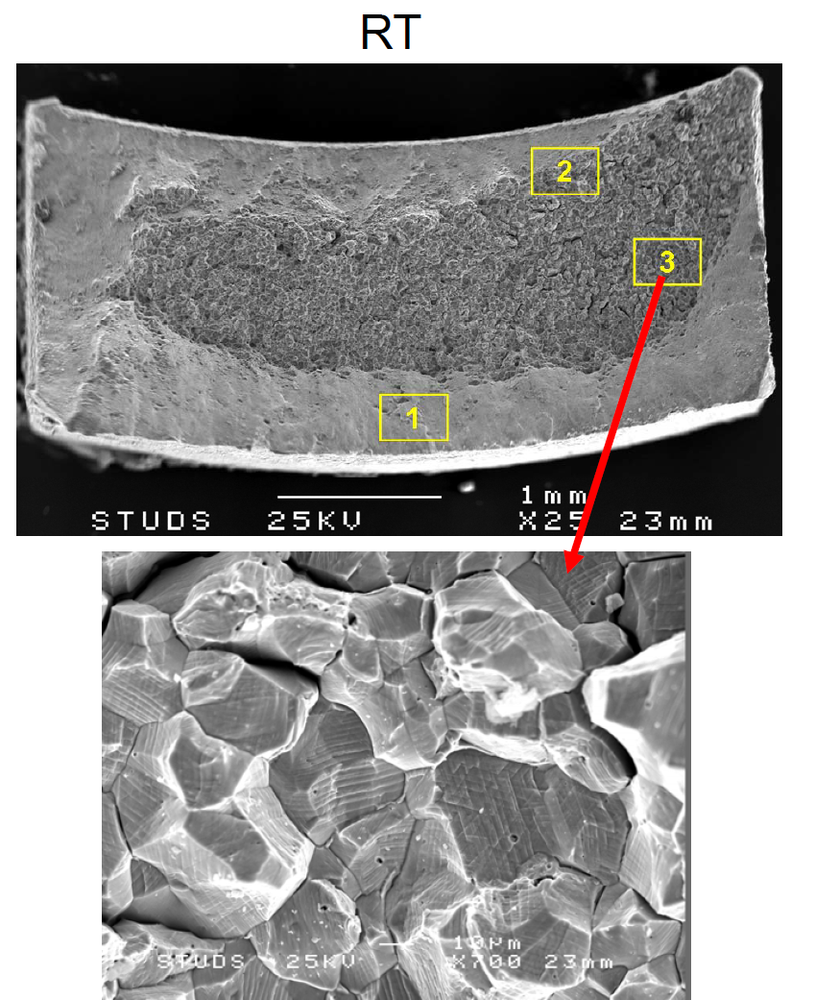 RT
2
3
1
1mm
STUDS 25KV X25 23mm
10µm
STUDS 25KV X700 23mm